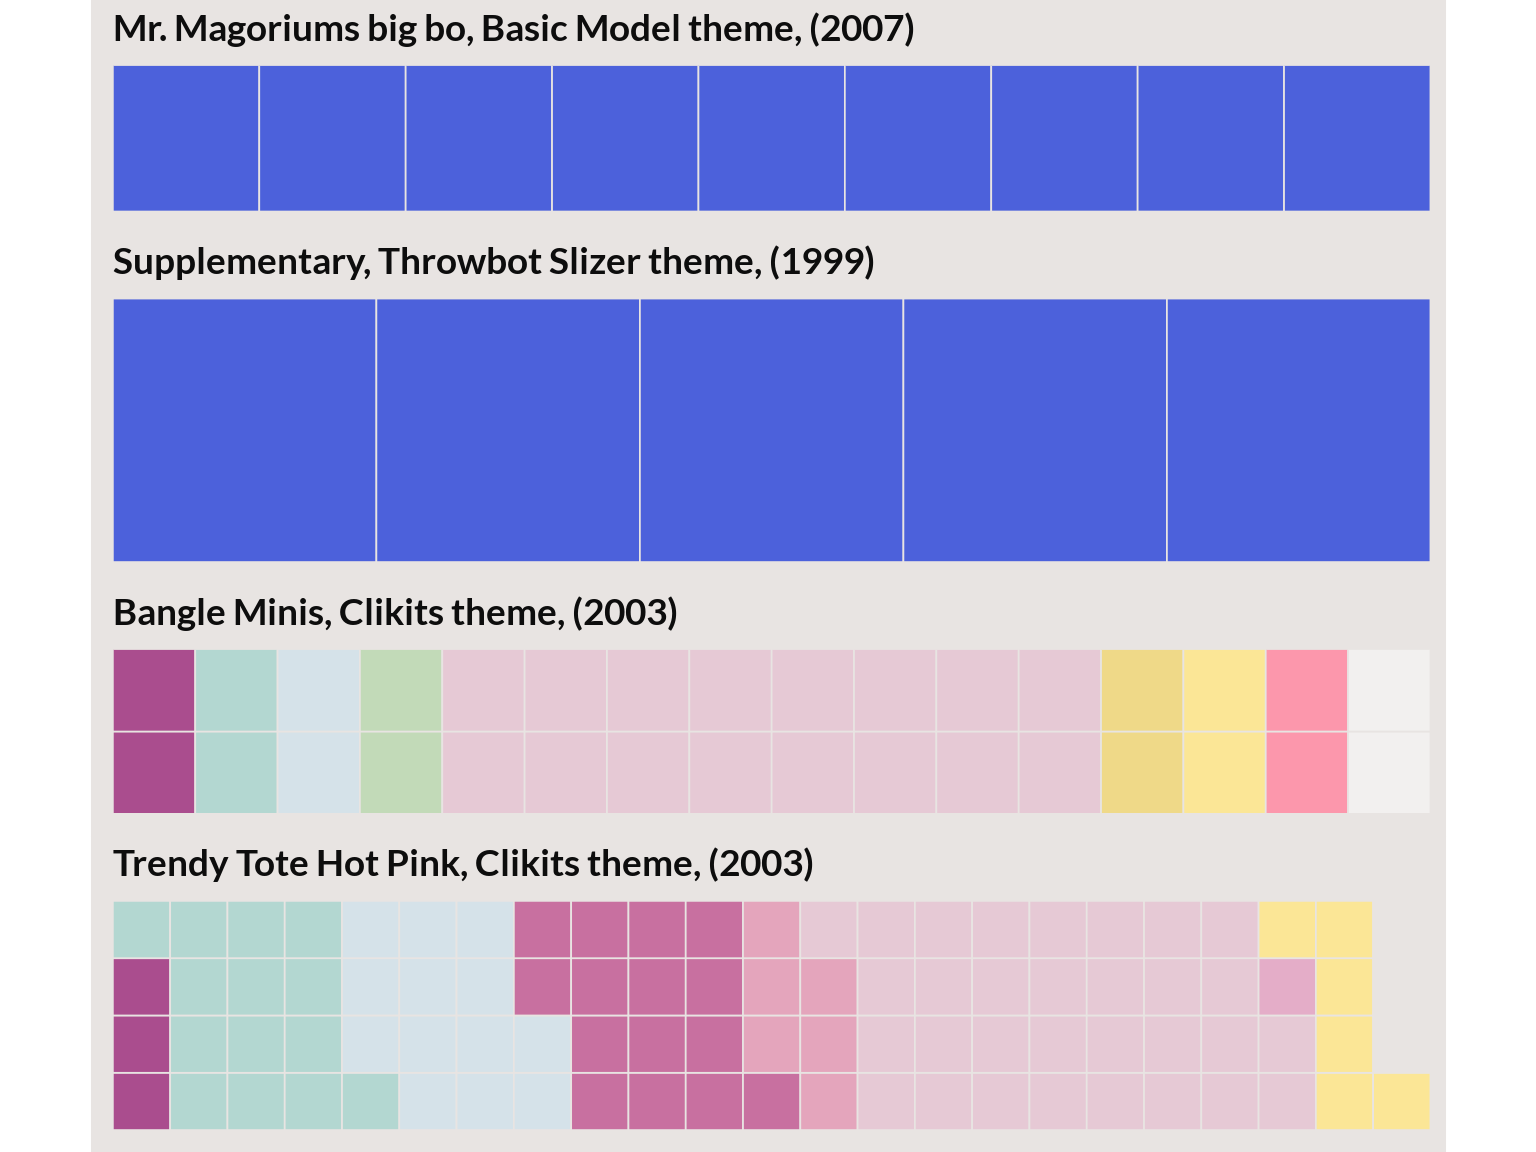 Mr. Magoriums big bo, Basic Model theme, (2007)
Supplementary, Throwbot Slizer theme, (1999)
Bangle Minis, Clikits theme, (2003)
Trendy Tote Hot Pink, Clikits theme, (2003)